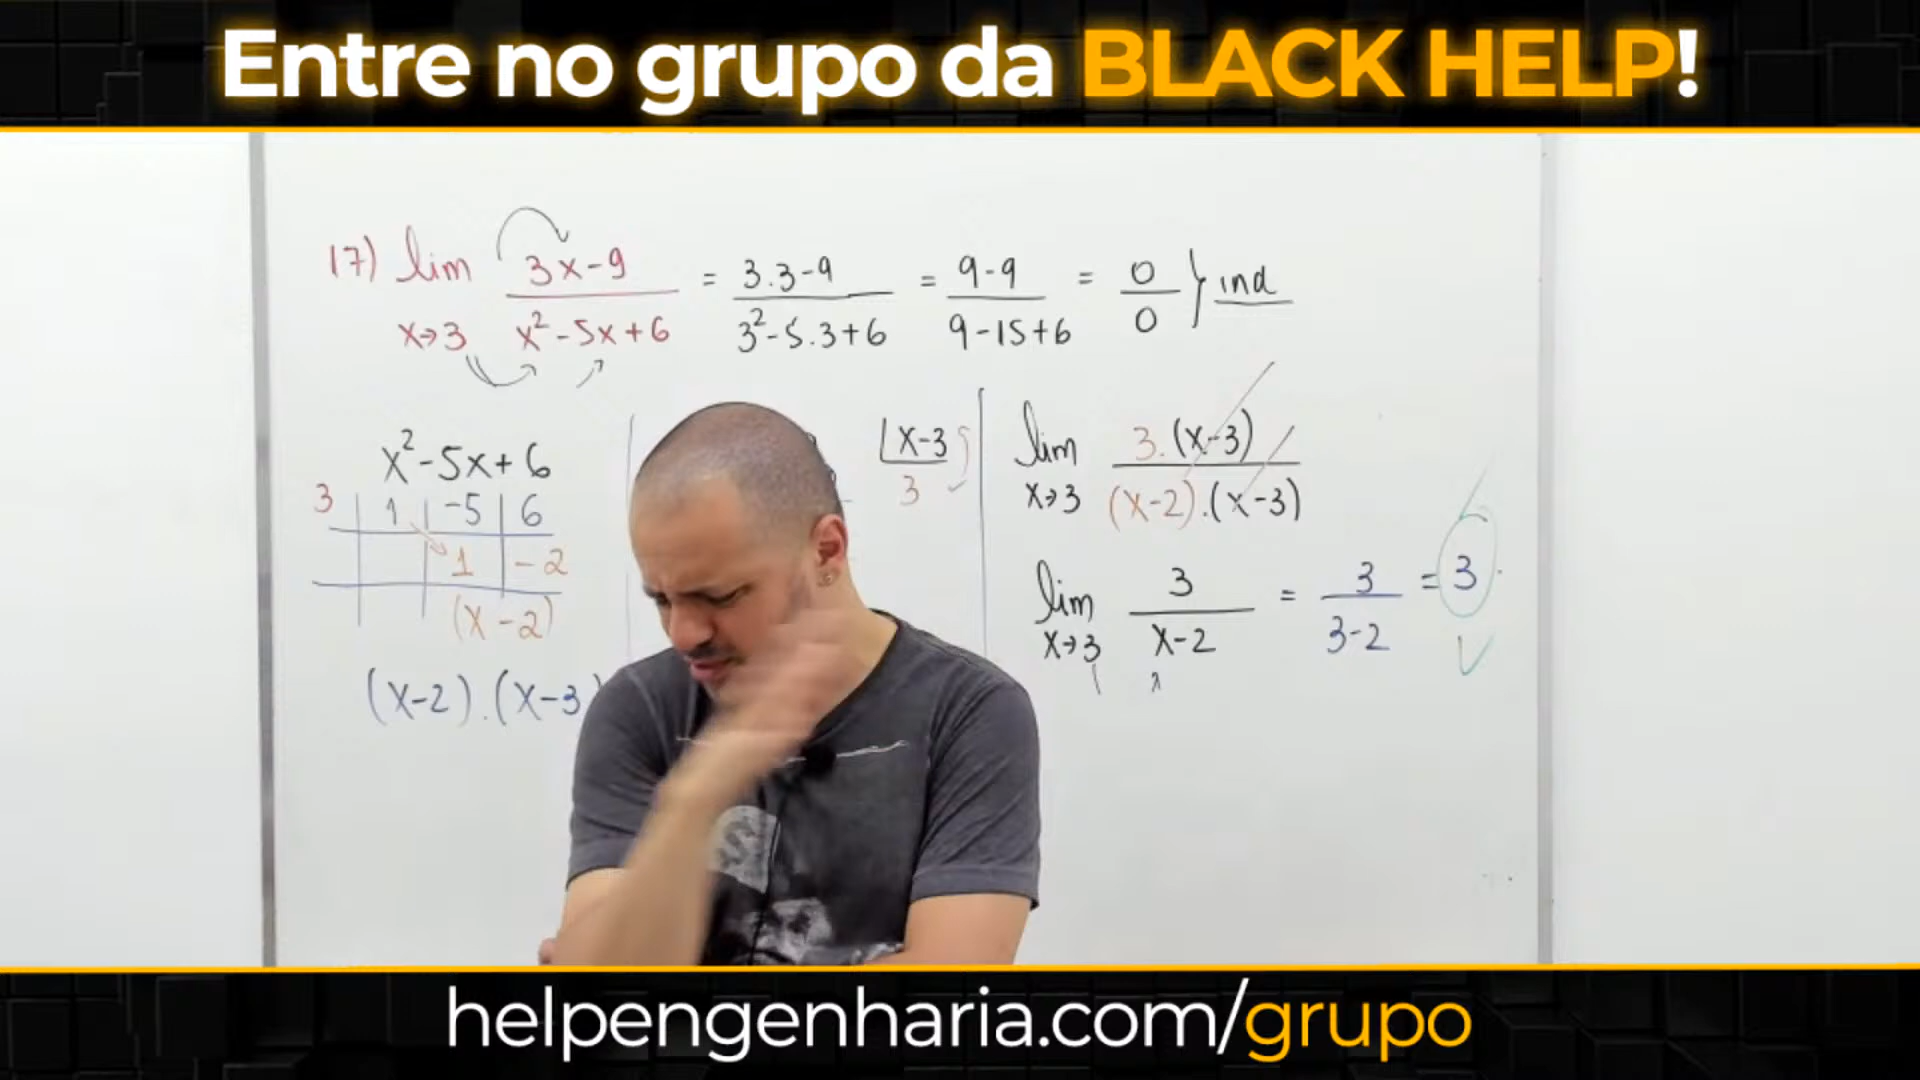 Entre no grupo da BLACK HELP!
17) lim x→3 (3x-9)/(x²-5x+6) = (3.3-9)/(3²-5.3+6) = (9-9)/(9-15+6) = 0/0 } ind
x²-5x+6
3 | 1 | -5 | 6
1 | -2
(x-2)
(x-2).(x-3
x-3
3
lim x→3 3.(x-3)/(x-2).(x-3)
lim x→3 3/(x-2) = 3/(3-2) = 3
helpengenharia.com/grupo